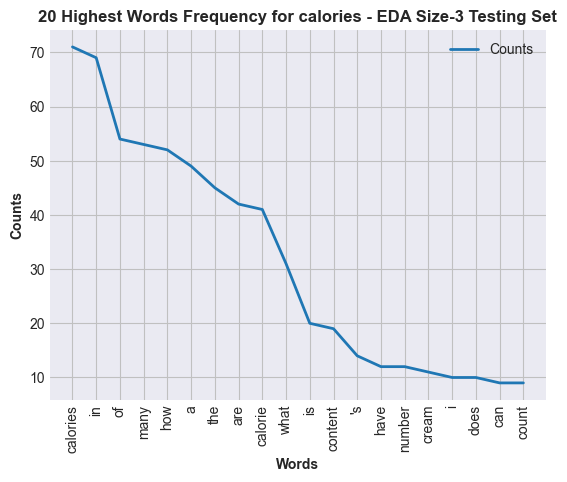 20 Highest Words Frequency for calories - EDA Size-3 Testing Set
Counts
70
60
50
40
30
20
10
Counts
calories
in
of
many
how
a
the
are
calorie
what
is
content
's
have
number
cream
i
does
can
count
Words